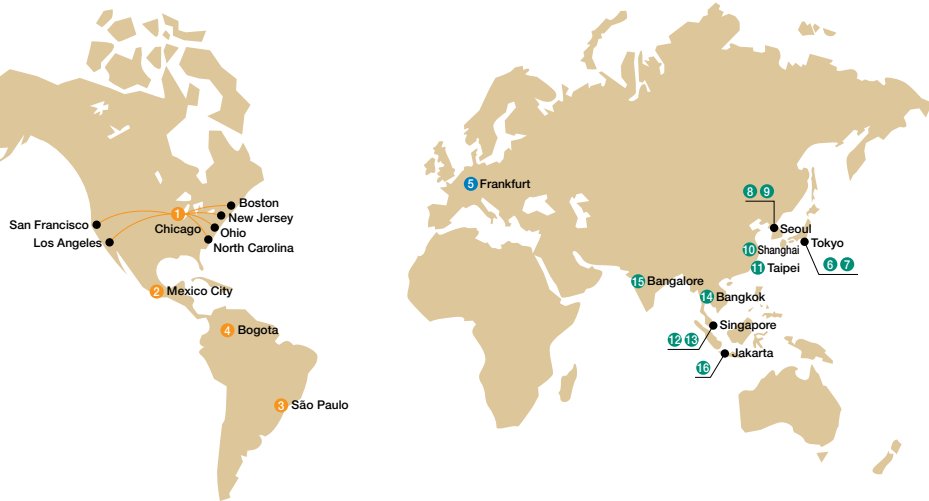 1
Boston
New Jersey
San Francisco
Chicago
Ohio
Los Angeles
North Carolina
2 Mexico City
4 Bogota
3 São Paulo
5 Frankfurt
8 9
Seoul
10 Shanghai
Tokyo
11 Taipei
6 7
15 Bangalore
14 Bangkok
Singapore
12 13
Jakarta
16